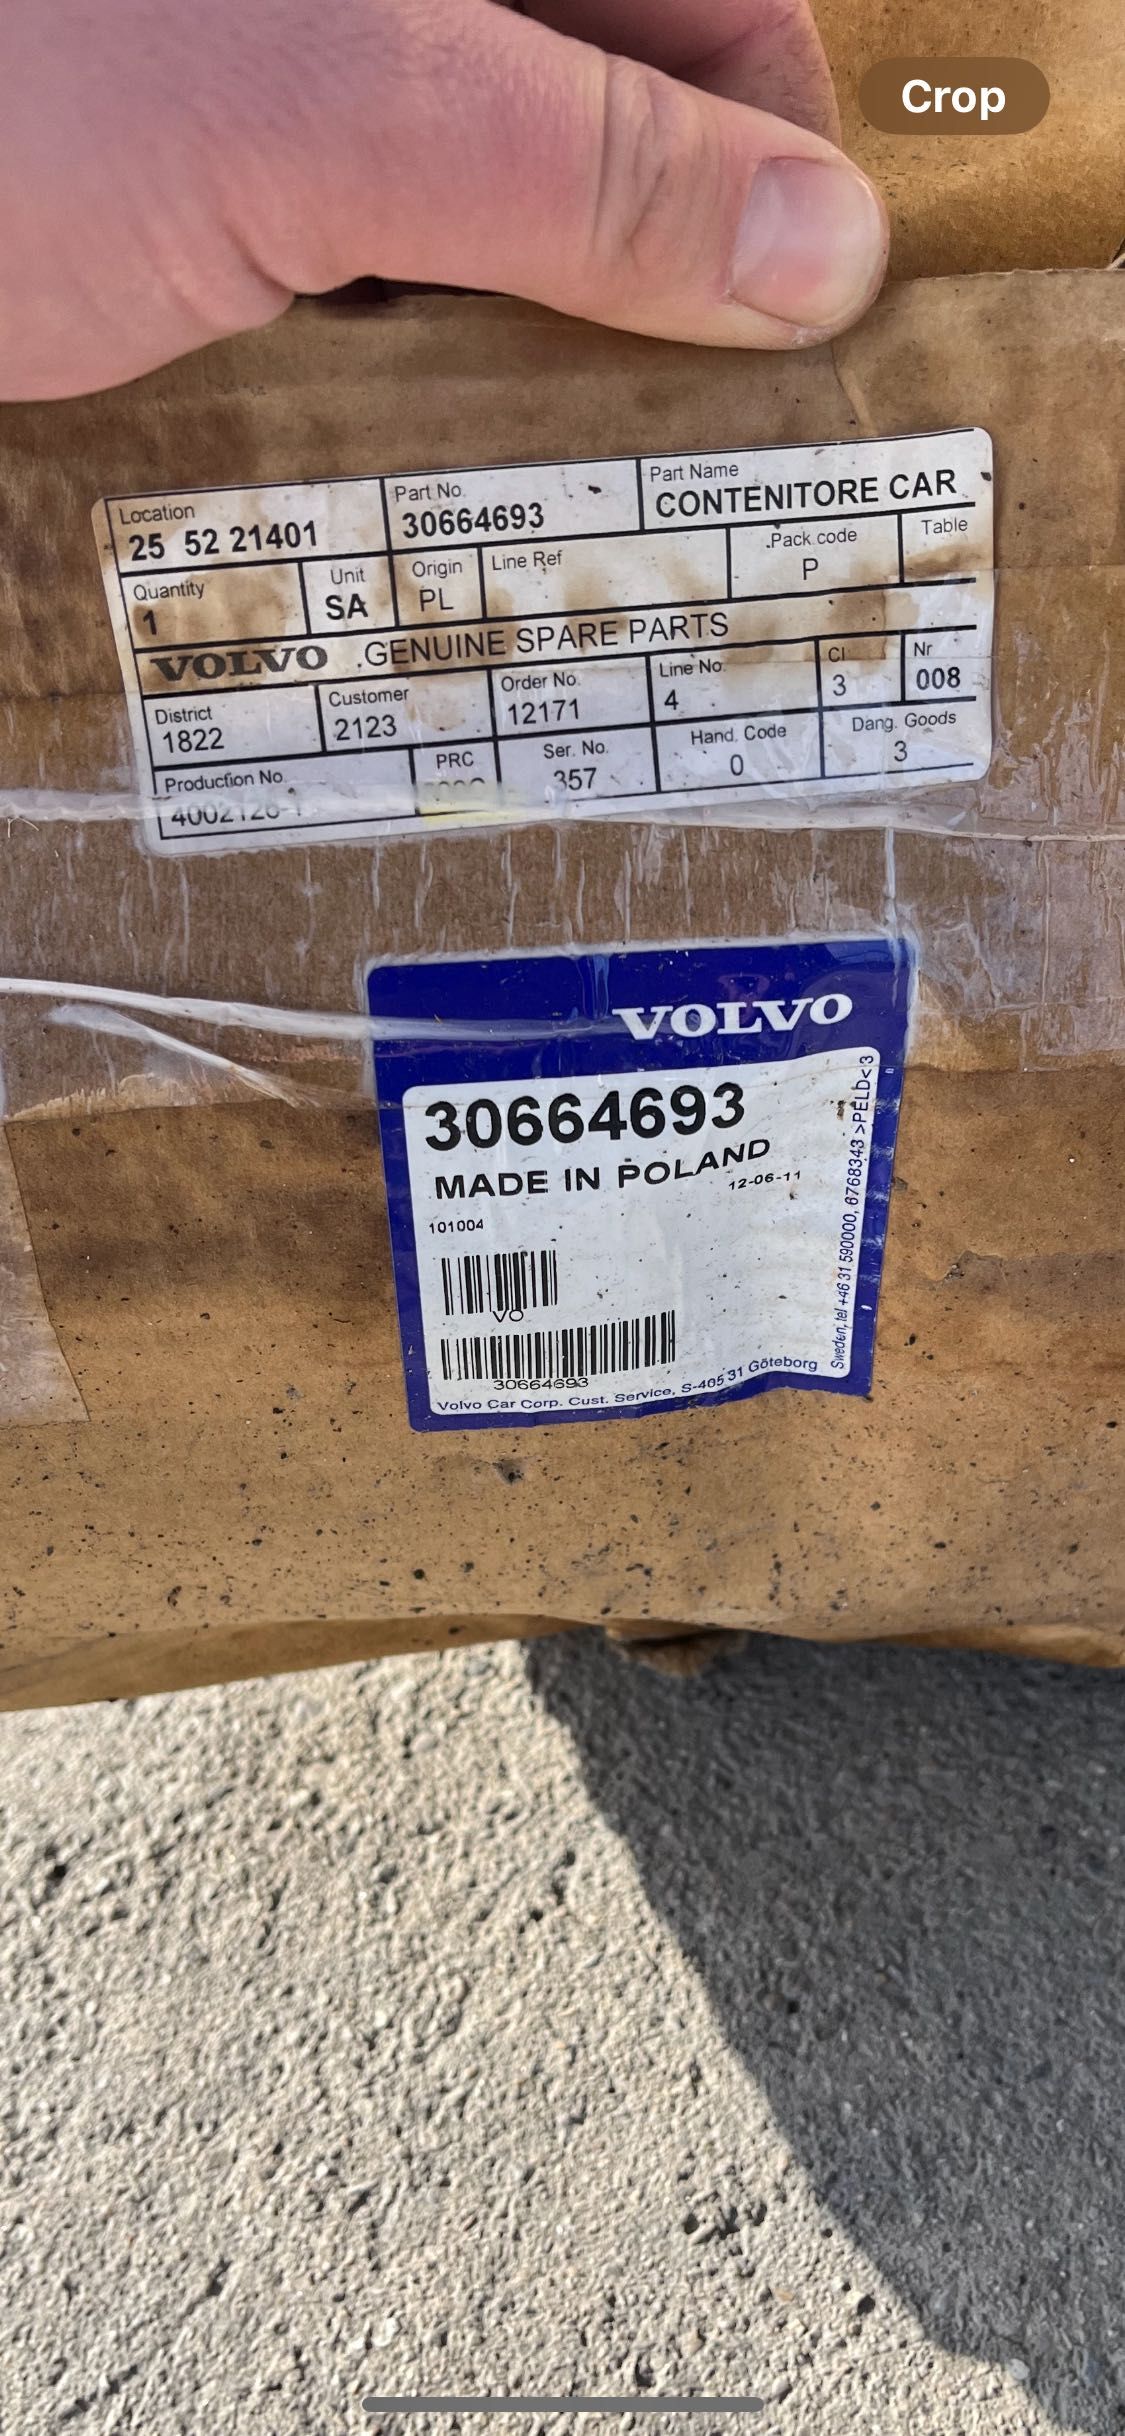 Crop
Location
25 52 21401
Part No.
30664693
Part Name
CONTENITORE CAR
Quantity
1
Unit
SA
Origin
PL
Line Ref
Pack code
P
Table
VOLVO GENUINE SPARE PARTS
District
1822
Customer
2123
Order No.
12171
Line No.
4
Cl
3
Nr
008
Production No.
PRC
Ser. No.
357
Hand. Code
0
Dang. Goods
3
VOLVO
30664693
MADE IN POLAND
12-06-11
101004
VO
30664693
Volvo Car Corp. Cust. Service, S-405 31 Göteborg
Sweden, tel +46 31 590000, 6768343 >PELD< 3